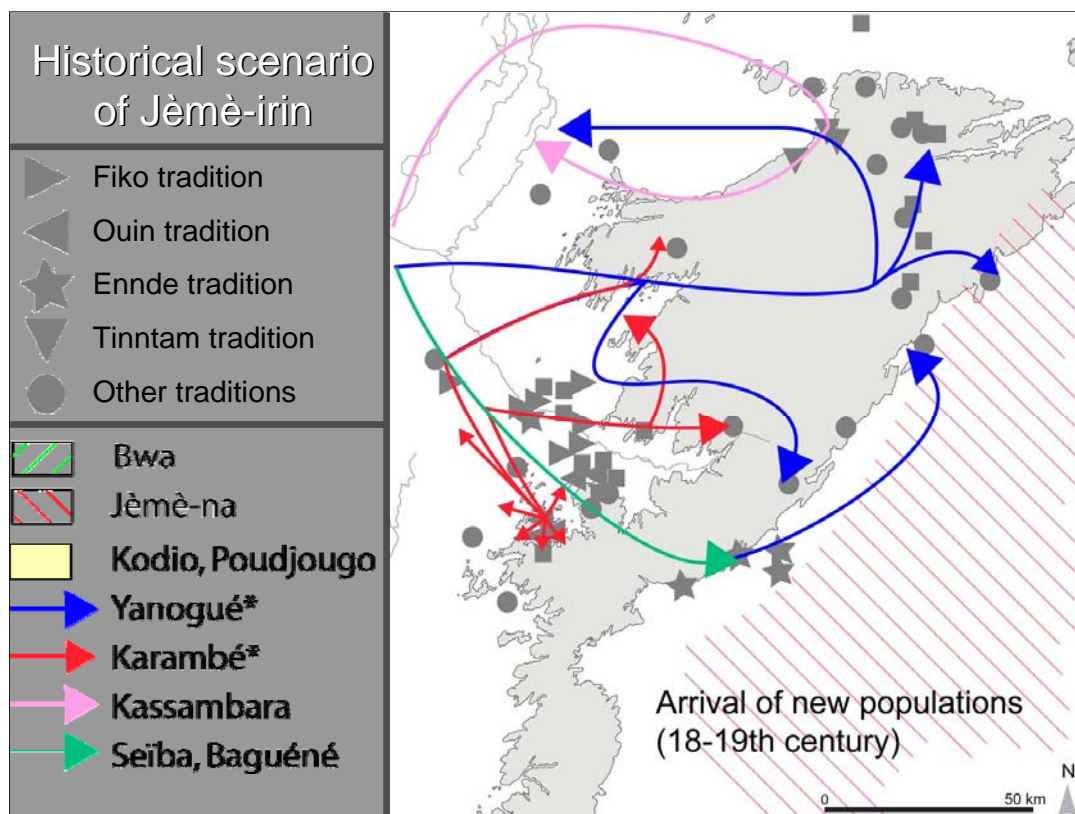 Historical scenario
of Jèmè-irin
Fiko tradition
Ouin tradition
Ennde tradition
Tinntam tradition
Other traditions
Bwa
Jèmè-na
Kodio, Poudjougo
Yanogué*
Karambé*
Kassambara
Seïba, Baguéné
Arrival of new populations
(18-19th century)
N
0 50 km